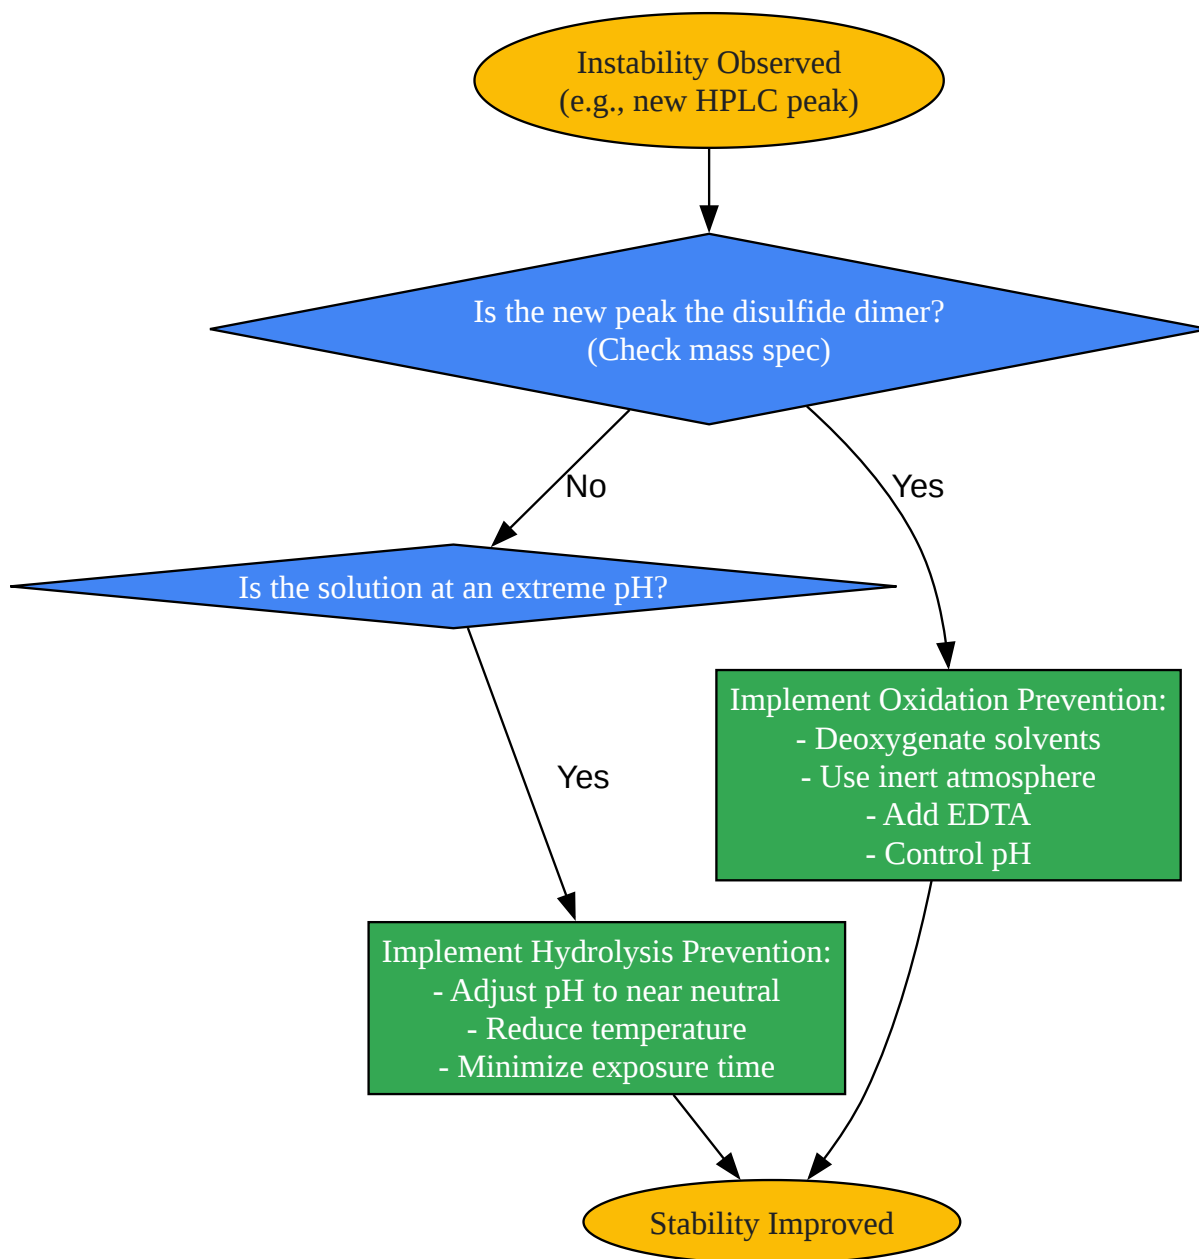 Instability Observed
(e.g., new HPLC peak)
Is the new peak the disulfide dimer?
(Check mass spec)
No
Yes
Is the solution at an extreme pH?
Implement Oxidation Prevention:
- Deoxygenate solvents
- Use inert atmosphere
- Add EDTA
- Control pH
Yes
Implement Hydrolysis Prevention:
- Adjust pH to near neutral
- Reduce temperature
- Minimize exposure time
Stability Improved